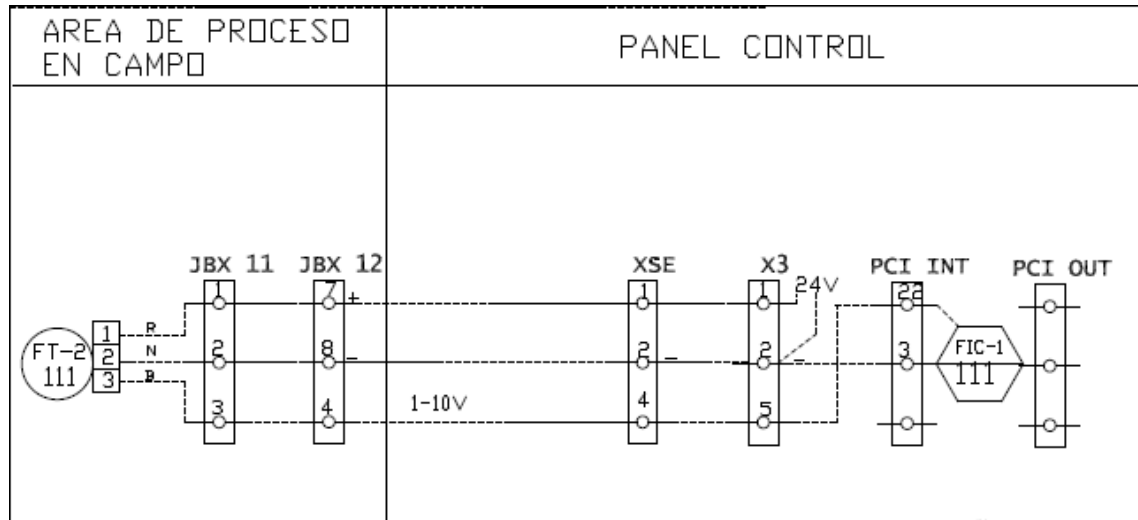 AREA DE PROCESO
EN CAMPO
PANEL CONTROL
JBX 11
JBX 12
XSE
X3
PCI INT
PCI OUT
1
7
+
1
1
24V
22
1
R
FT-2
111
2
N
2
8
-
2
-
2
-
3
FIC-1
111
3
B
3
4
1-10V
4
5